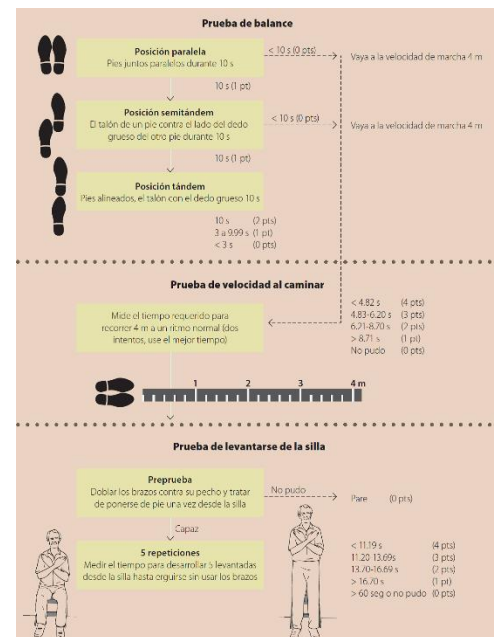 Prueba de balance
Posición paralela
Pies juntos paralelos durante 10 s
< 10 s (0 pts)
Vaya a la velocidad de marcha 4 m
10 s (1 pt)
Posición semitándem
El talón de un pie contra el lado del dedo
grueso del otro pie durante 10 s
< 10 s (0 pts)
Vaya a la velocidad de marcha 4 m
10 s (1 pt)
Posición tándem
Pies alineados, el talón con el dedo grueso 10 s
10 s (2 pts)
3 a 9.99 s (1 pt)
< 3 s (0 pts)
Prueba de velocidad al caminar
Mide el tiempo requerido para
recorrer 4 m a un ritmo normal (dos
intentos, use el mejor tiempo)
< 4.82 s (4 pts)
4.83-6.20 s (3 pts)
6.21-8.70 s (2 pts)
> 8.71 s (1 pt)
No pudo (0 pts)
1 2 3 4 m
Prueba de levantarse de la silla
Preprueba
Doblar los brazos contra su pecho y tratar
de ponerse de pie una vez desde la silla
No pudo
Pare (0 pts)
Capaz
5 repeticiones
Medir el tiempo para desarrollar 5 levantadas
desde la silla hasta erguirse sin usar los brazos
< 11.19 s (4 pts)
11.20-13.69s (3 pts)
13.70-16.69 s (2 pts)
> 16.70 s (1 pt)
> 60 seg o no pudo (0 pts)